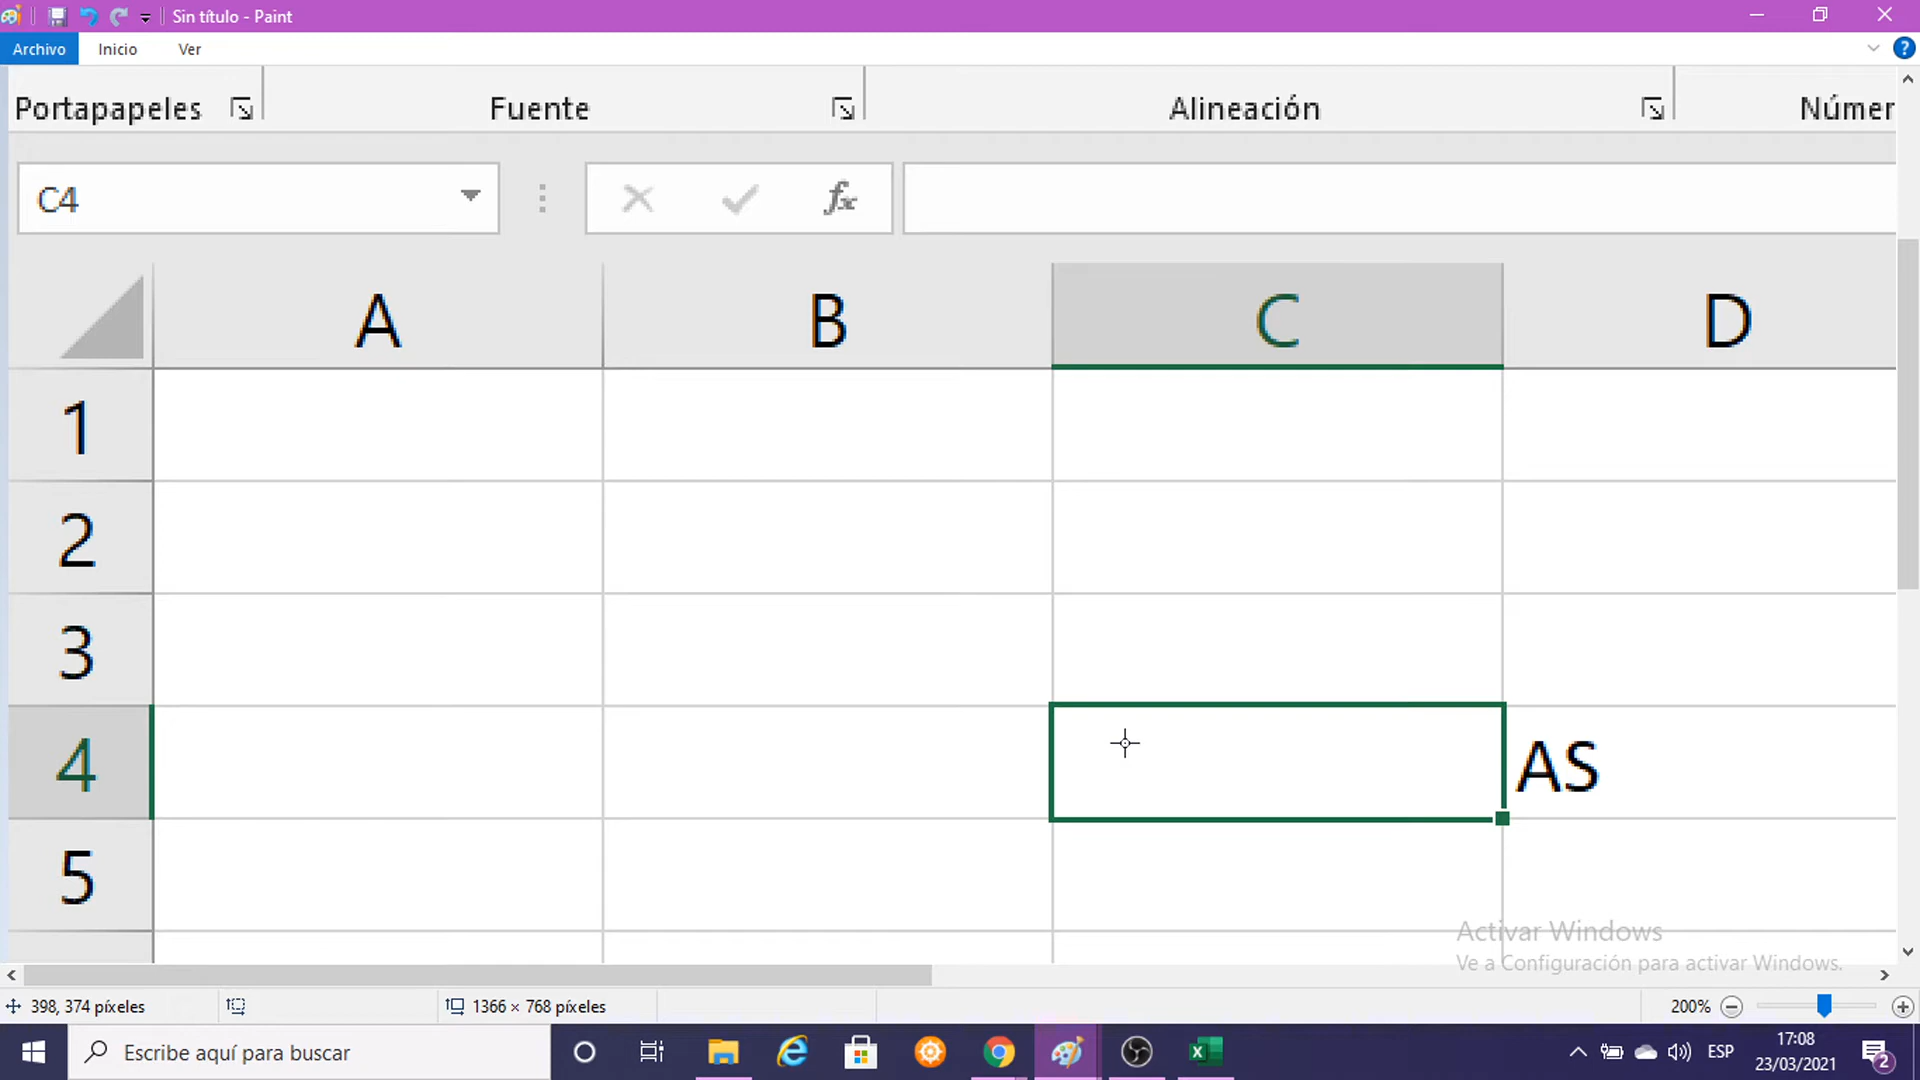 Sin título - Paint
Archivo Inicio Ver
Portapapeles Fuente Alineación Númer
C4 fx
A B C D
1
2
3
4 AS
5
Activar Windows
Ve a Configuración para activar Windows.
398, 374 píxeles 1366 × 768 píxeles 200%
Escribe aquí para buscar ESP 17:08
23/03/2021 2